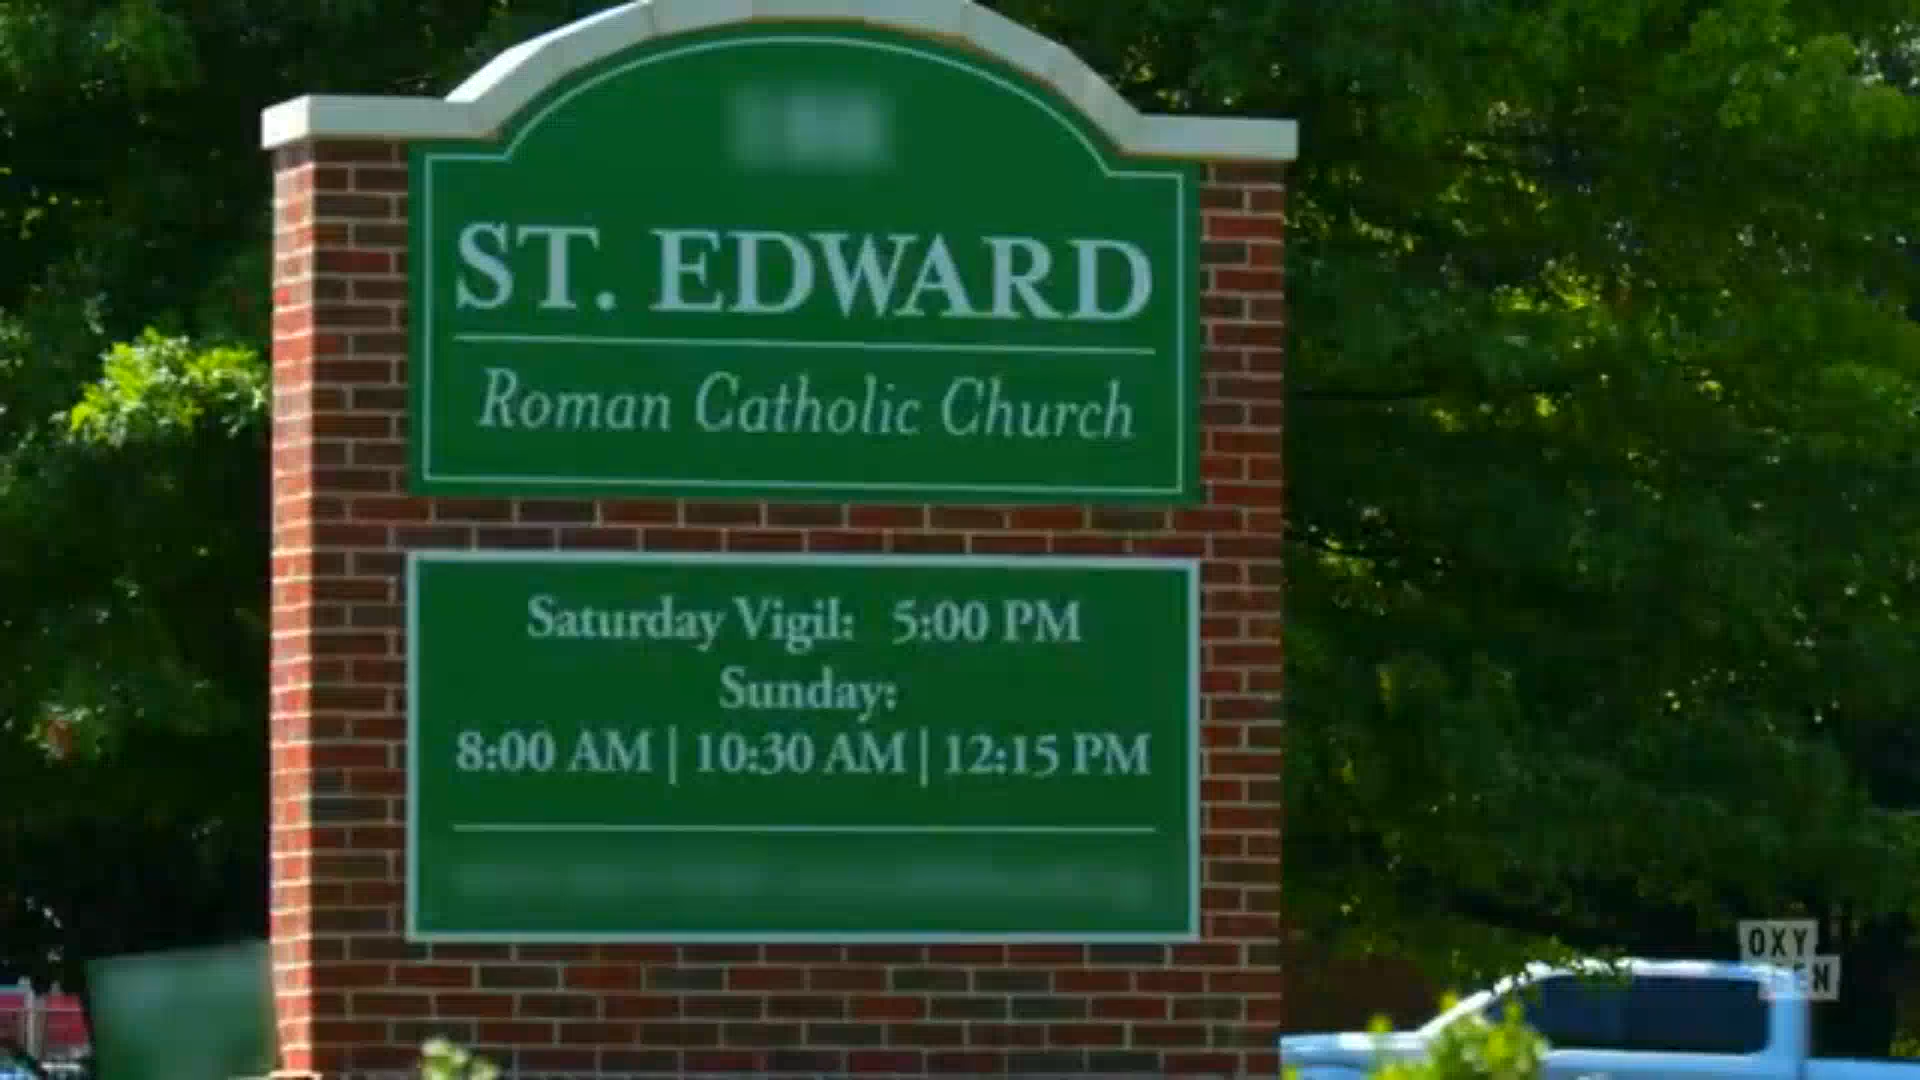 ST. EDWARD
Roman Catholic Church
Saturday Vigil: 5:00 PM
Sunday:
8:00 AM | 10:30 AM | 12:15 PM
OXY